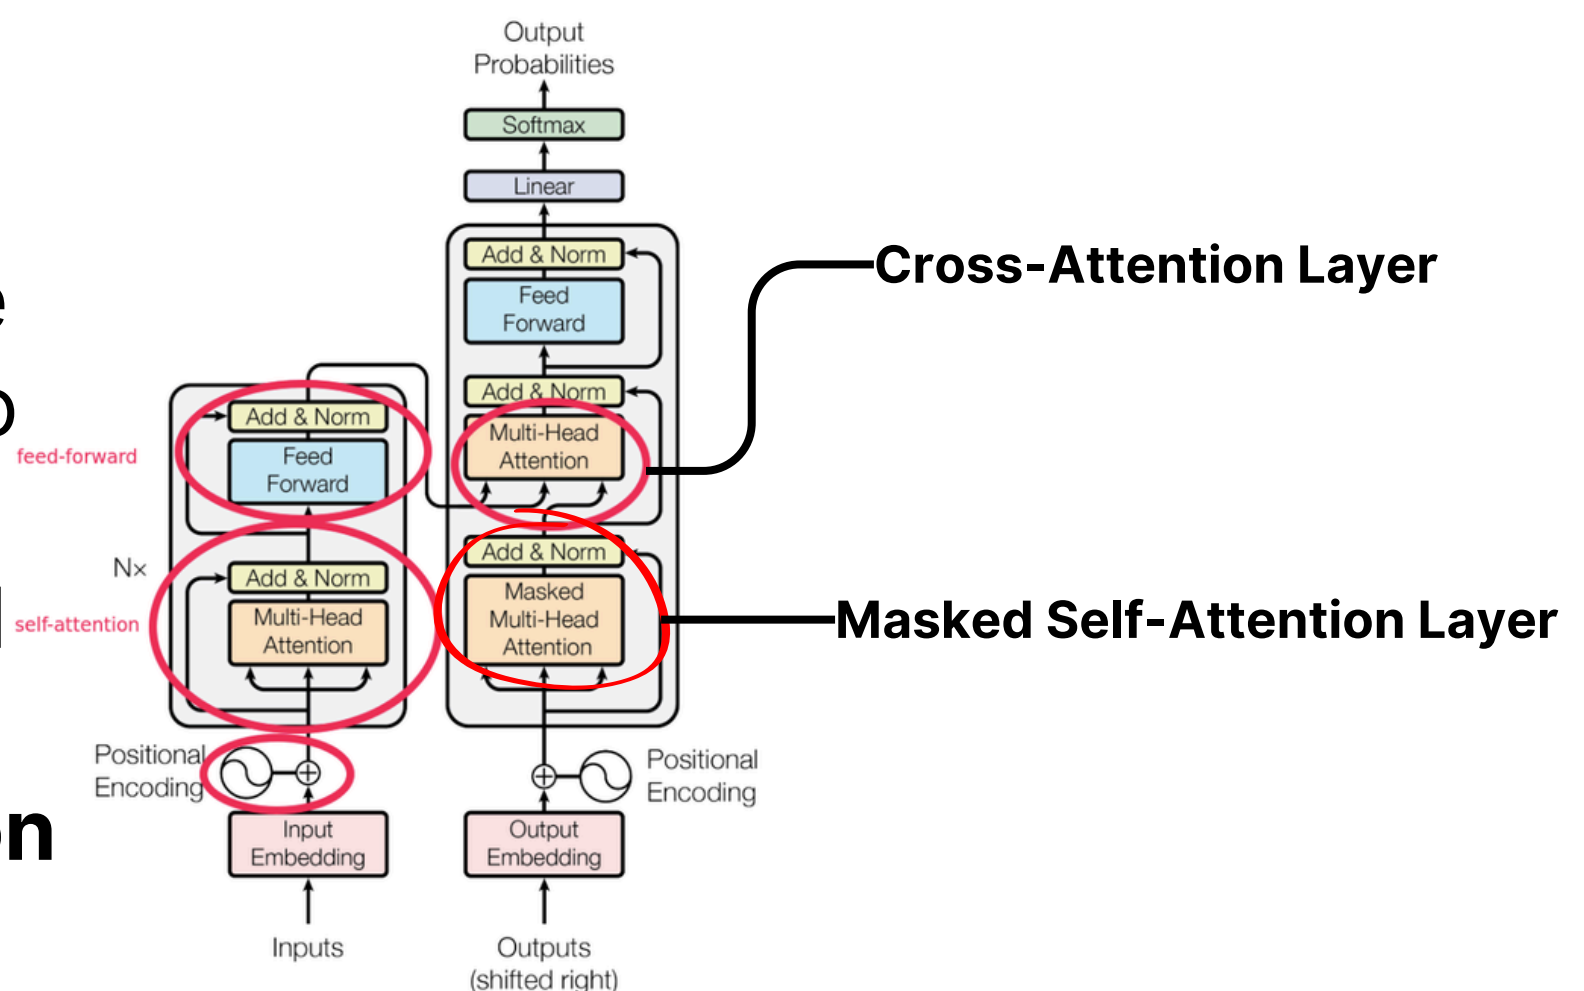 Output
Probabilities
Softmax
Linear
Add & Norm
Feed
Forward
Add & Norm
Multi-Head
Attention
Add & Norm
Masked
Multi-Head
Attention
Cross-Attention Layer
Masked Self-Attention Layer
Add & Norm
Feed
Forward
feed-forward
Nx
Add & Norm
Multi-Head
Attention
self-attention
Positional
Encoding
Positional
Encoding
Input
Embedding
Output
Embedding
Inputs
Outputs
(shifted right)